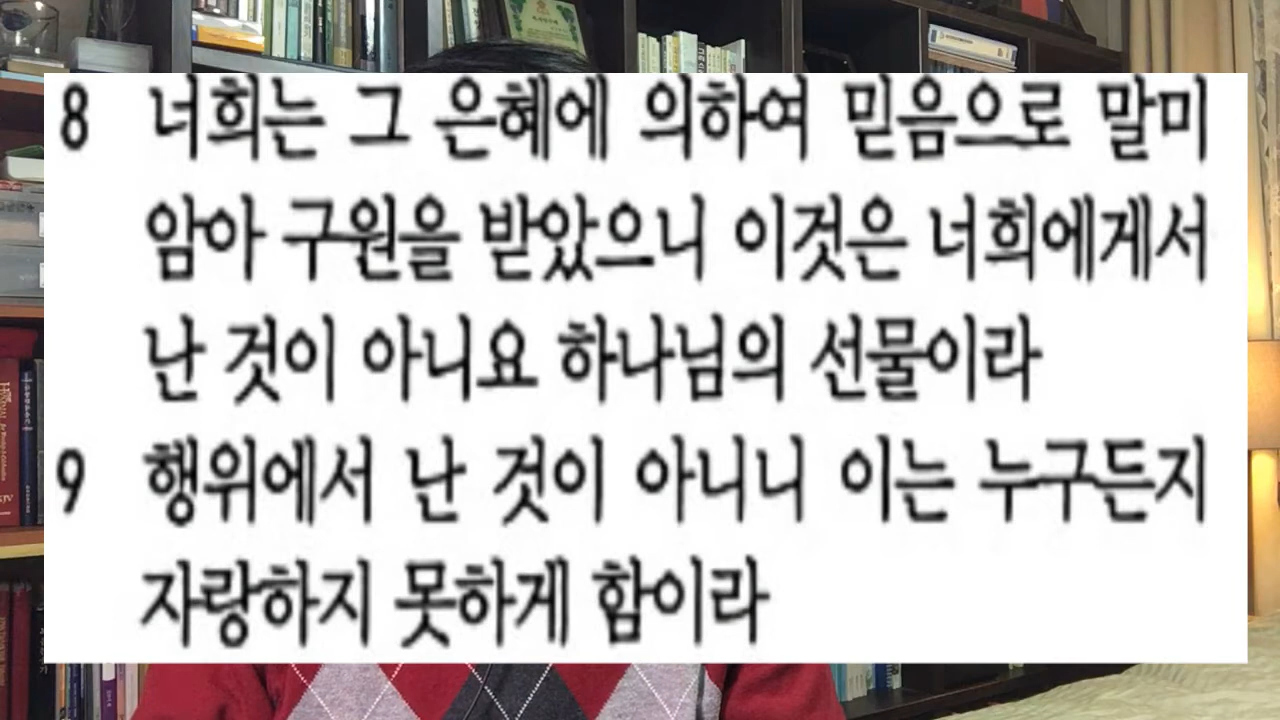 8 너희는 그 은혜에 의하여 믿음으로 말미
암아 구원을 받았으니 이것은 너희에게서
난 것이 아니요 하나님의 선물이라
9 행위에서 난 것이 아니니 이는 누구든지
자랑하지 못하게 함이라